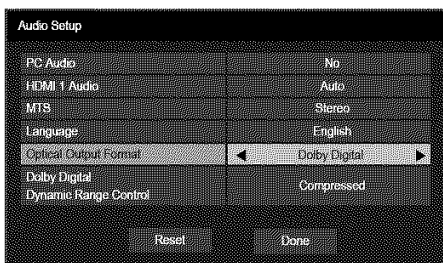 Audio Setup
PC Audio No
HDMI 1 Audio Auto
MTS Stereo
Language English
Optical Output Format Dolby Digital
Dolby Digital
Dynamic Range Control Compressed
Reset Done